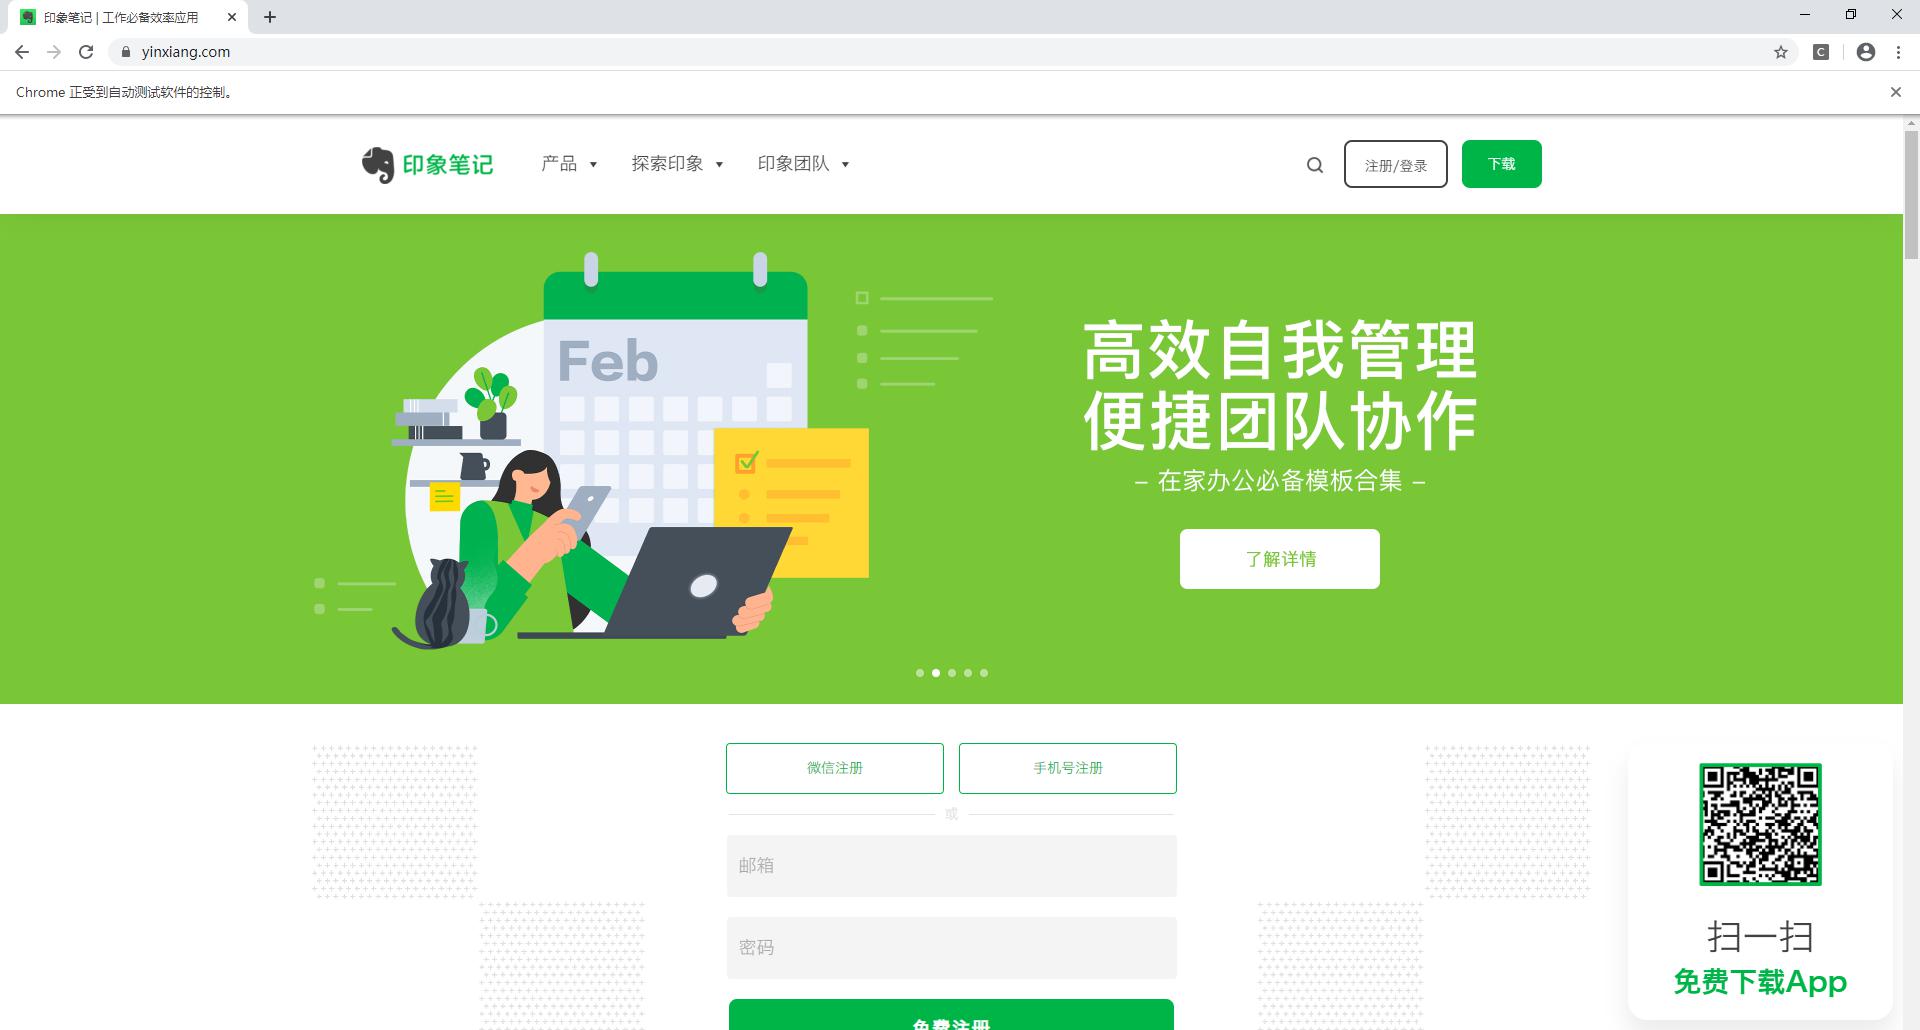 印象笔记 | 工作必备效率应用
yinxiang.com
C
Chrome 正受到自动测试软件的控制。
印象笔记
产品
探索印象
印象团队
注册/登录
下载
Feb
高效自我管理
便捷团队协作
– 在家办公必备模板合集 –
了解详情
微信注册
手机号注册
或
邮箱
密码
免费注册
扫一扫
免费下载App